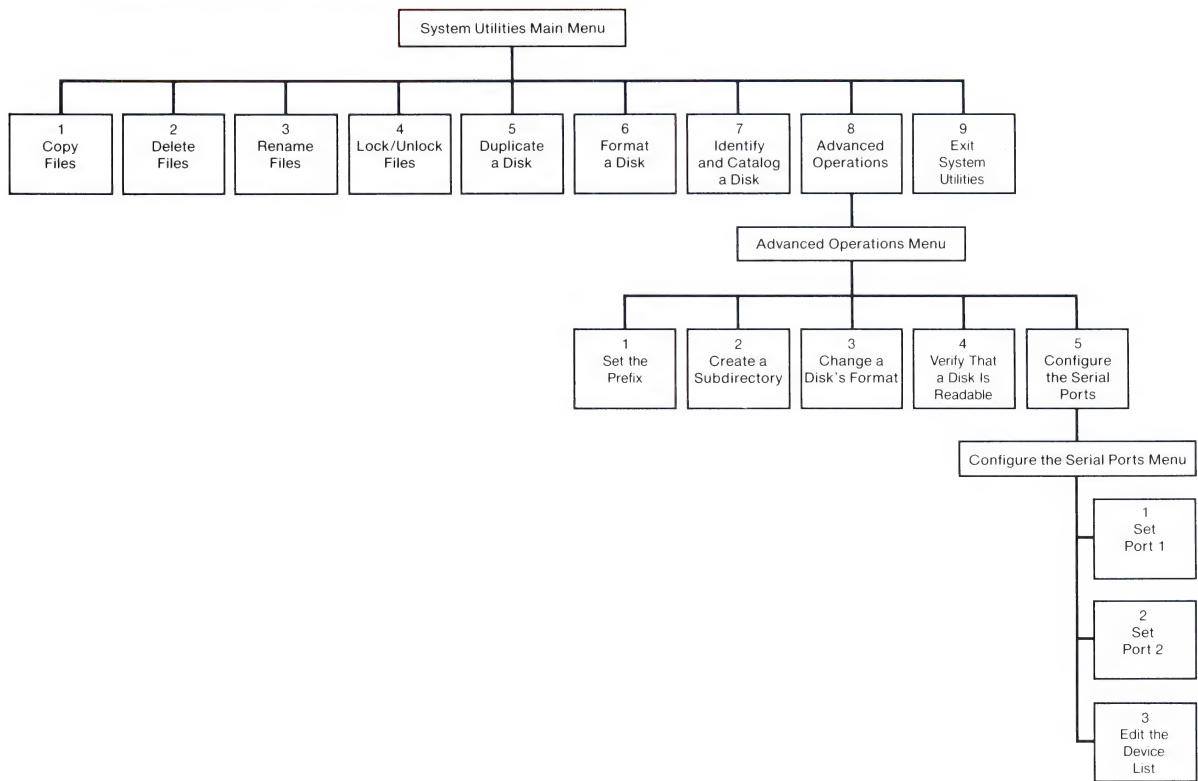 System Utilities Main Menu
1
Copy
Files
2
Delete
Files
3
Rename
Files
4
Lock/Unlock
Files
5
Duplicate
a Disk
6
Format
a Disk
7
Identify
and Catalog
a Disk
8
Advanced
Operations
9
Exit
System
Utilities
Advanced Operations Menu
1
Set the
Prefix
2
Create a
Subdirectory
3
Change a
Disk's Format
4
Verify That
a Disk Is
Readable
5
Configure
the Serial
Ports
Configure the Serial Ports Menu
1
Set
Port 1
2
Set
Port 2
3
Edit the
Device
List